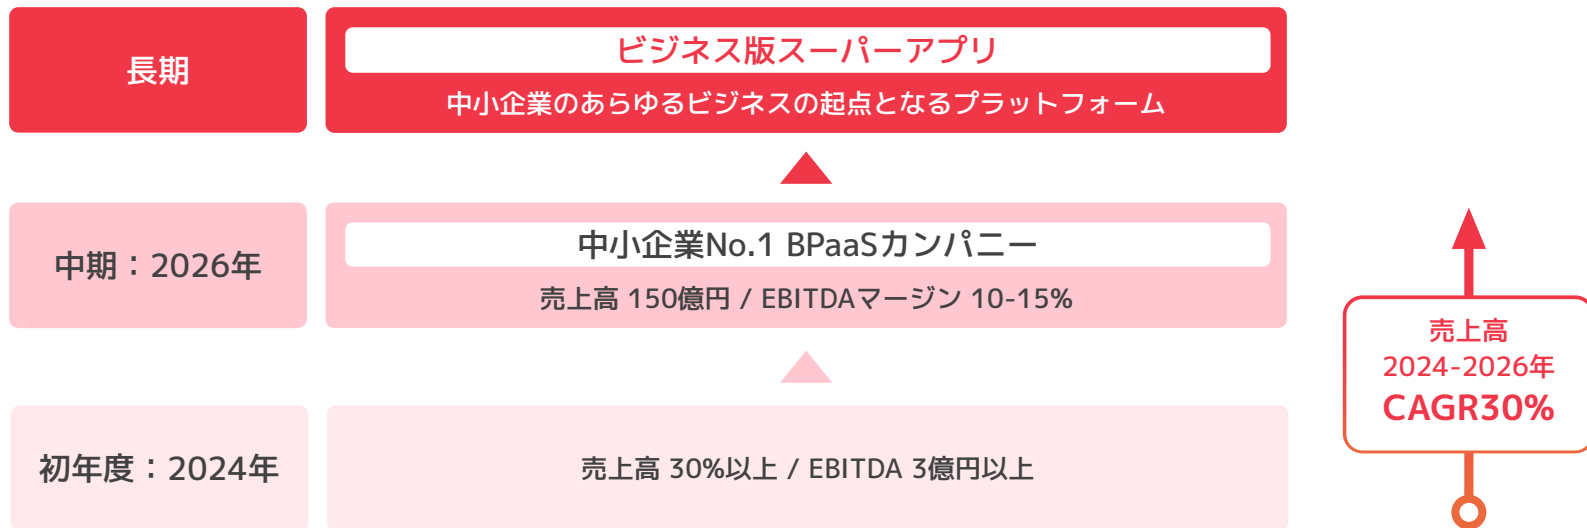 長期
ビジネス版スーパーアプリ
中小企業のあらゆるビジネスの起点となるプラットフォーム
中期：2026年
中小企業No.1 BPaaSカンパニー
売上高 150億円 / EBITDAマージン 10-15%
初年度：2024年
売上高 30%以上 / EBITDA 3億円以上
売上高
2024-2026年
CAGR30%